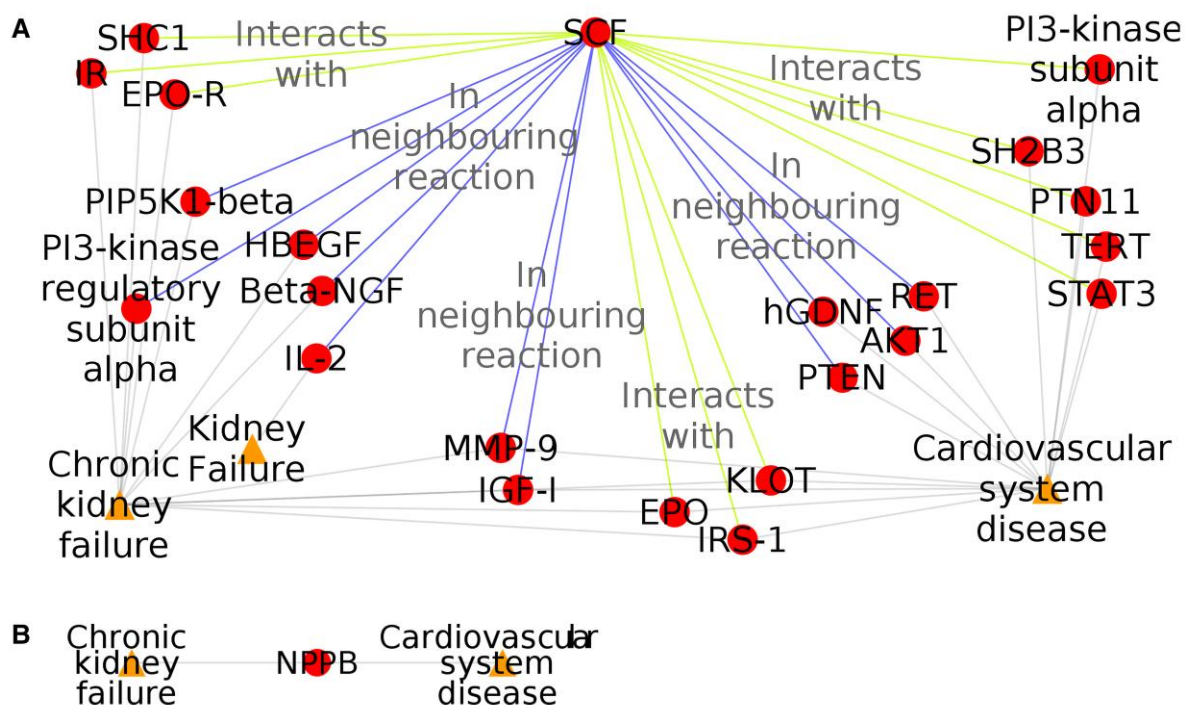 A
SHC1
Interacts
with
SCF
Interacts
with
PI3-kinase
subunit
alpha
IR
EPO-R
In
neighbouring
reaction
SH2B3
In
neighbouring
reaction
PTN11
PIP5K1-beta
TERT
PI3-kinase
regulatory
subunit
alpha
HBEGF
Beta-NGF
In
neighbouring
reaction
hGDNF
RET
STAT3
AKT1
IL-2
PTEN
Interacts
with
Kidney
Failure
Chronic
kidney
failure
MMP-9
IGF-I
KLOT
EPO
IRS-1
Cardiovascular
system
disease
B
Chronic
kidney
failure
NPPB
Cardiovascular
system
disease